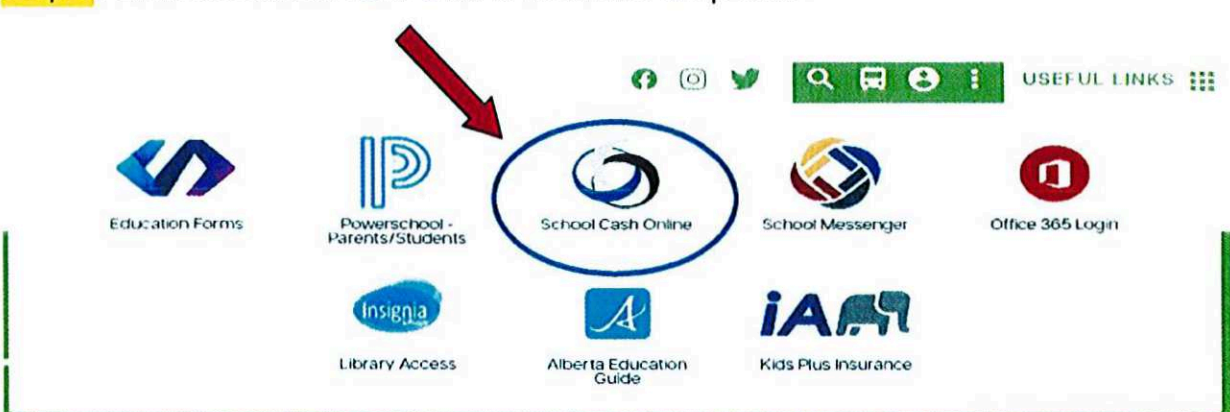 USEFUL LINKS
Education Forms
Powerschool -
Parents/Students
School Cash Online
School Messenger
Office 365 Login
Insignia
Library Access
Alberta Education
Guide
iA
Kids Plus Insurance